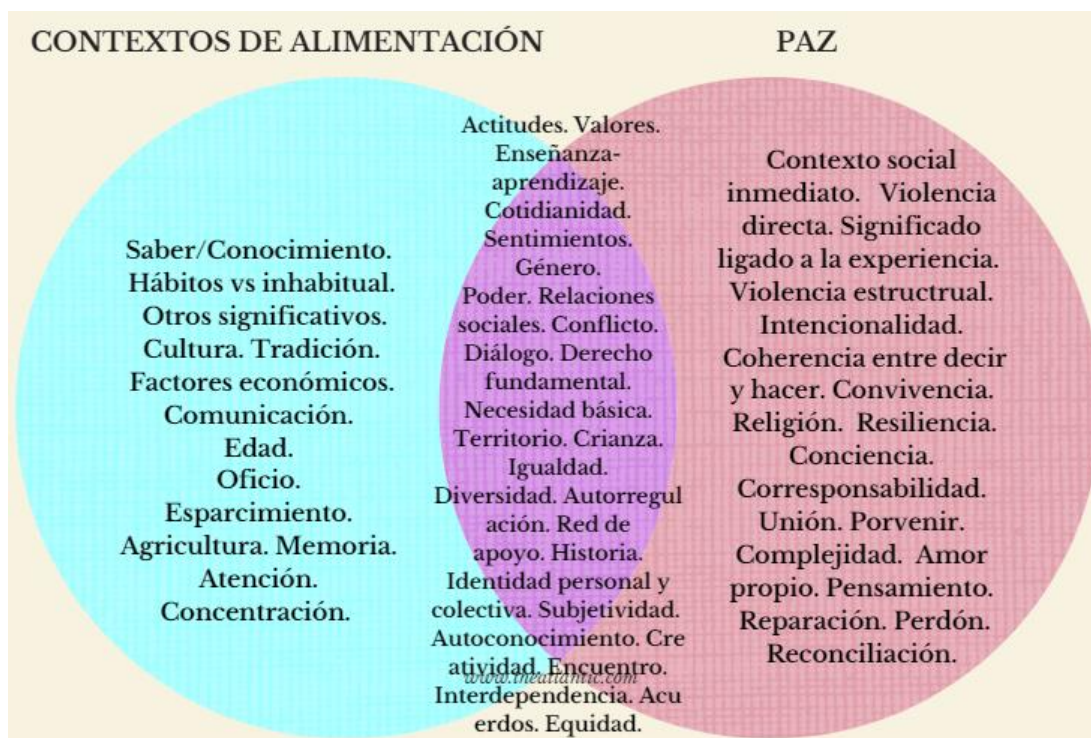 CONTEXTOS DE ALIMENTACIÓN
PAZ
Saber/Conocimiento.
Hábitos vs inhabitual.
Otros significativos.
Cultura. Tradición.
Factores económicos.
Comunicación.
Edad.
Oficio.
Esparcimiento.
Agricultura. Memoria.
Atención.
Concentración.
Actitudes. Valores.
Enseñanza-
aprendizaje.
Cotidianidad.
Sentimientos.
Género.
Poder. Relaciones
sociales. Conflicto.
Diálogo. Derecho
fundamental.
Necesidad básica.
Territorio. Crianza.
Igualdad.
Diversidad. Autorregul
ación. Red de
apoyo. Historia.
Identidad personal y
colectiva. Subjetividad.
Autoconocimiento. Cre
atividad. Encuentro.
www.theatlantic.com
Interdependencia. Acu
erdos. Equidad.
Contexto social
inmediato. Violencia
directa. Significado
ligado a la experiencia.
Violencia estructrual.
Intencionalidad.
Coherencia entre decir
y hacer. Convivencia.
Religión. Resiliencia.
Conciencia.
Corresponsabilidad.
Unión. Porvenir.
Complejidad. Amor
propio. Pensamiento.
Reparación. Perdón.
Reconciliación.